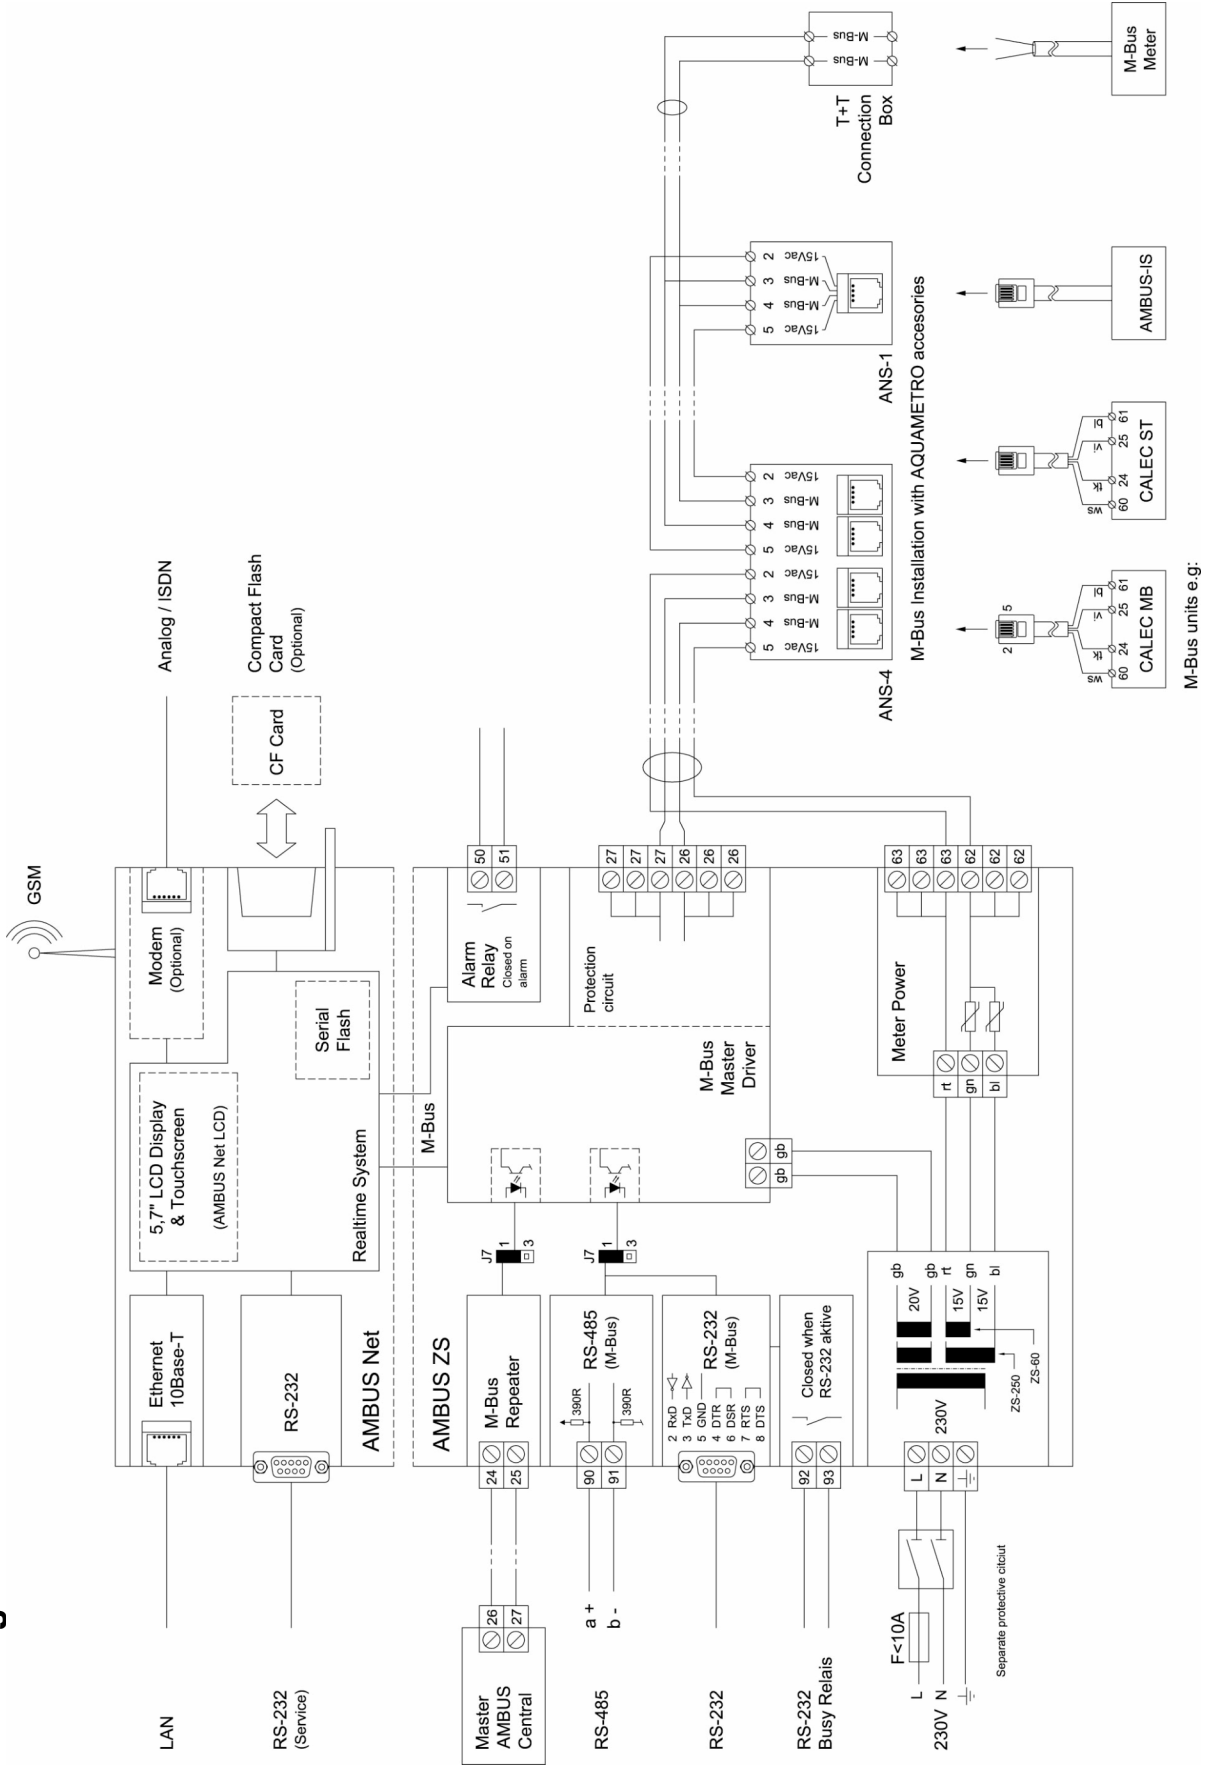 GSM
Analog / ISDN
Compact Flash
Card
(Optional)
CF Card
Modem
(Optional)
Serial
Flash
5,7" LCD Display
& Touchscreen
(AMBUS Net LCD)
Realtime System
Ethernet
10Base-T
RS-232
AMBUS Net
LAN
RS-232
(Service)
AMBUS ZS
M-Bus
50
51
Alarm
Relay
Closed on
alarm
Protection
circuit
27
27
27
26
26
26
M-Bus
Master
Driver
gb
gb
J7
1
3
J7
1
3
M-Bus
Repeater
24
25
26
27
Master
AMBUS
Central
RS-485
(M-Bus)
390R
390R
90
91
a +
b -
RS-485
RS-232
(M-Bus)
2 RxD
3 TxD
5 GND
4 DTR
6 DSR
7 RTS
8 DTS
RS-232
Closed when
RS-232 aktive
92
93
RS-232
Busy Relais
Meter Power
63
63
63
62
62
62
rt
gn
bl
gb
gb
rt
gn
bl
20V
15V
15V
ZS-60
ZS-250
230V
L
N
F<10A
L
230V N
Separate protective citciut
M-Bus
M-Bus
T+T
Connection
Box
M-Bus
Meter
2 15Vac
3 M-Bus
4 M-Bus
5 15Vac
ANS-1
AMBUS-IS
2 15Vac
3 M-Bus
4 M-Bus
5 15Vac
2 15Vac
3 M-Bus
4 M-Bus
5 15Vac
ANS-4
M-Bus Installation with AQUAMETRO accesories
bl
vi
tk
ws
61
25
24
60
CALEC ST
2
5
bl
vi
tk
ws
61
25
24
60
CALEC MB
M-Bus units e.g: